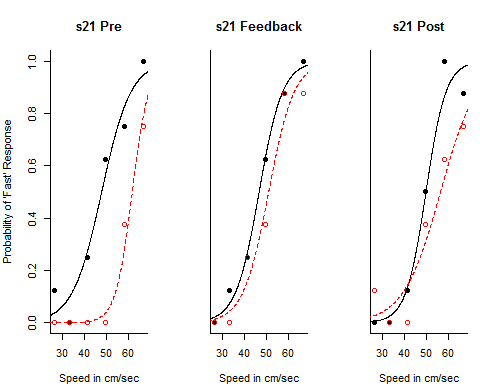 s21 Pre
s21 Feedback
s21 Post
Probability of 'Fast' Response
1.0
0.8
0.6
0.4
0.2
0.0
30 40 50 60
30 40 50 60
30 40 50 60
Speed in cm/sec
Speed in cm/sec
Speed in cm/sec